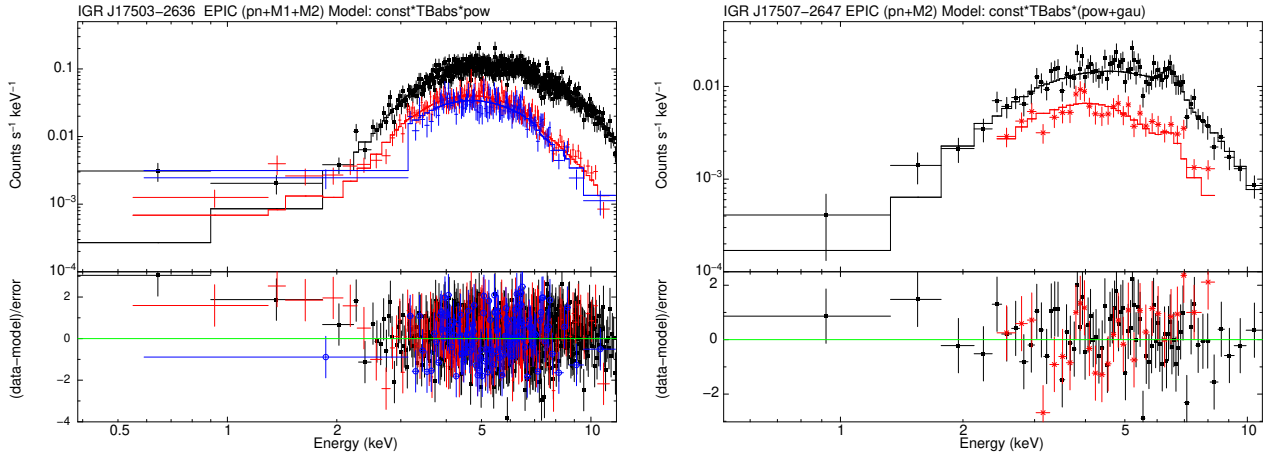 IGR J17503−2636 EPIC (pn+M1+M2) Model: const*TBabs*pow
Counts s⁻¹ keV⁻¹
0.1
0.01
10⁻³
10⁻⁴
(data−model)/error
2
0
−2
−4
0.5 1 2 5 10
Energy (keV)
IGR J17507−2647 EPIC (pn+M2) Model: const*TBabs*(pow+gau)
Counts s⁻¹ keV⁻¹
0.01
10⁻³
10⁻⁴
(data−model)/error
2
0
−2
1 2 5 10
Energy (keV)